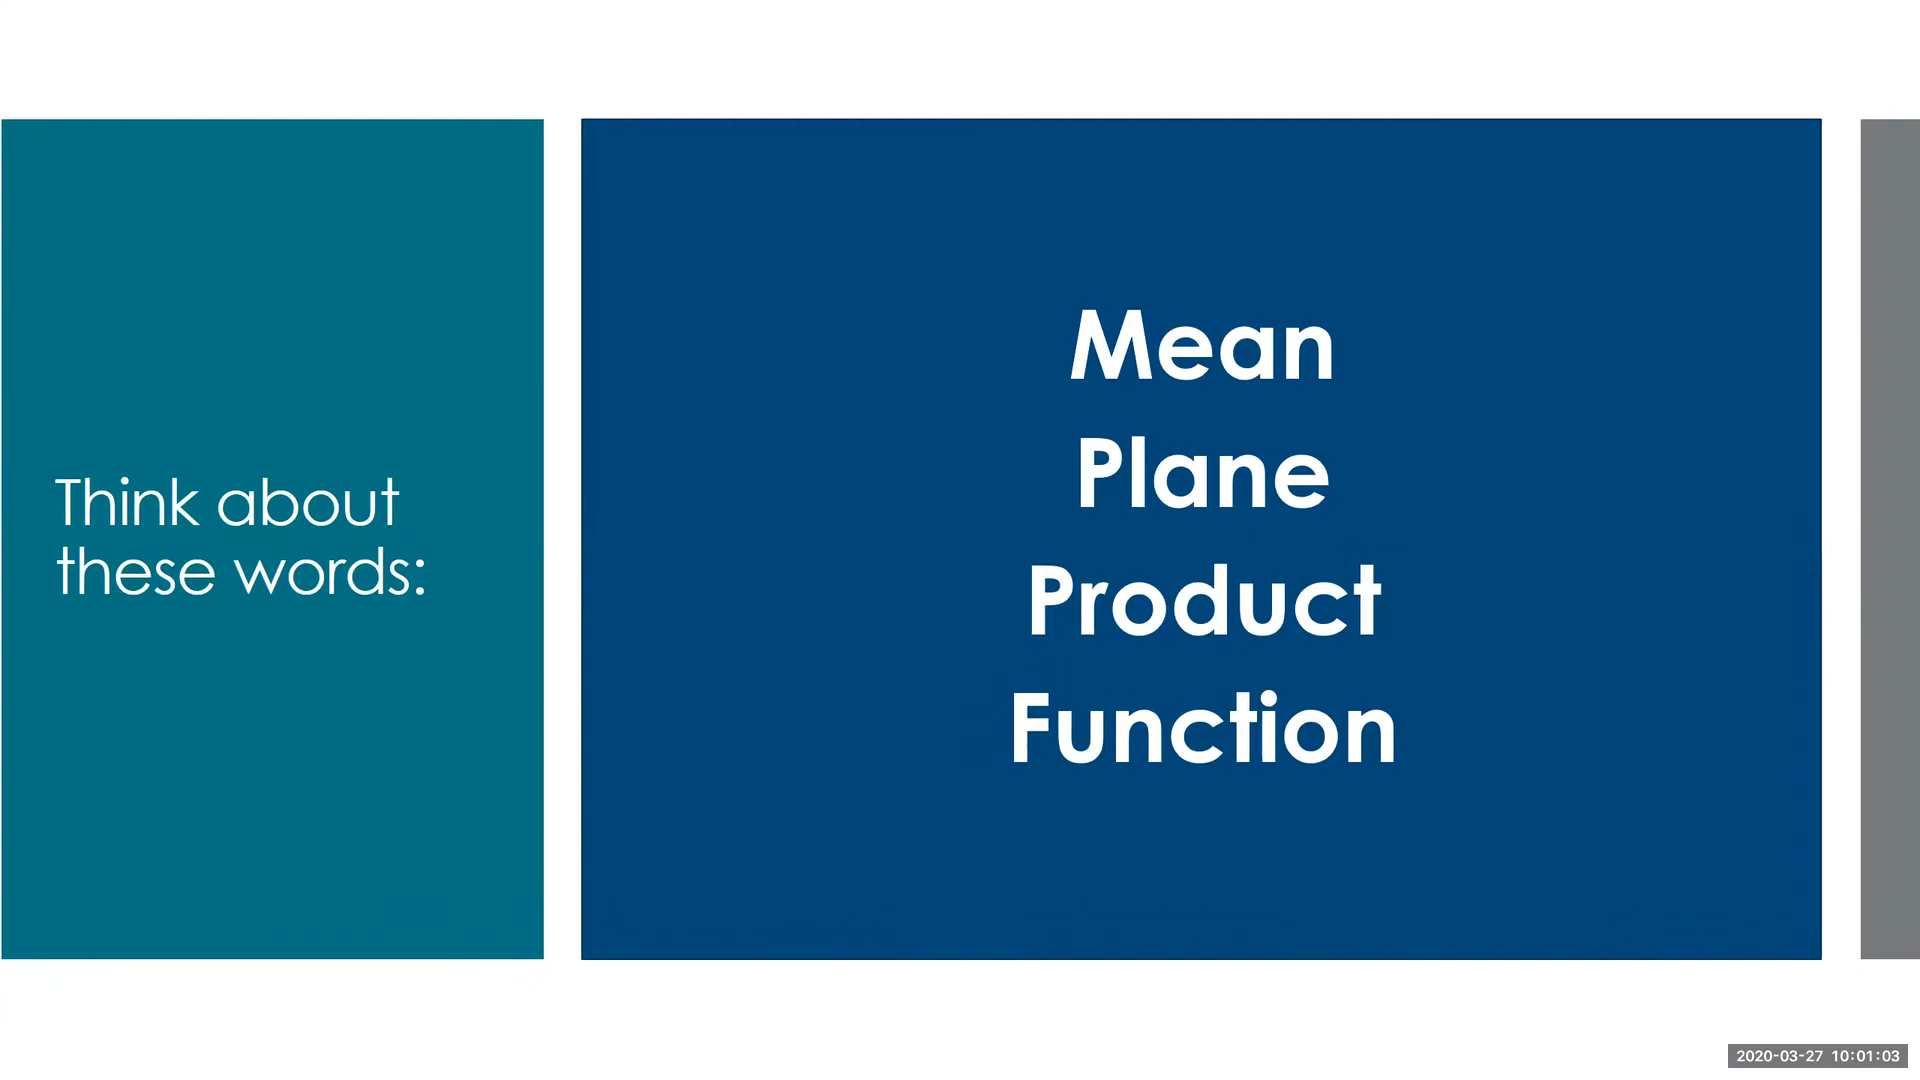 Think about
these words:
Mean
Plane
Product
Function
2020-03-27 10:01:03